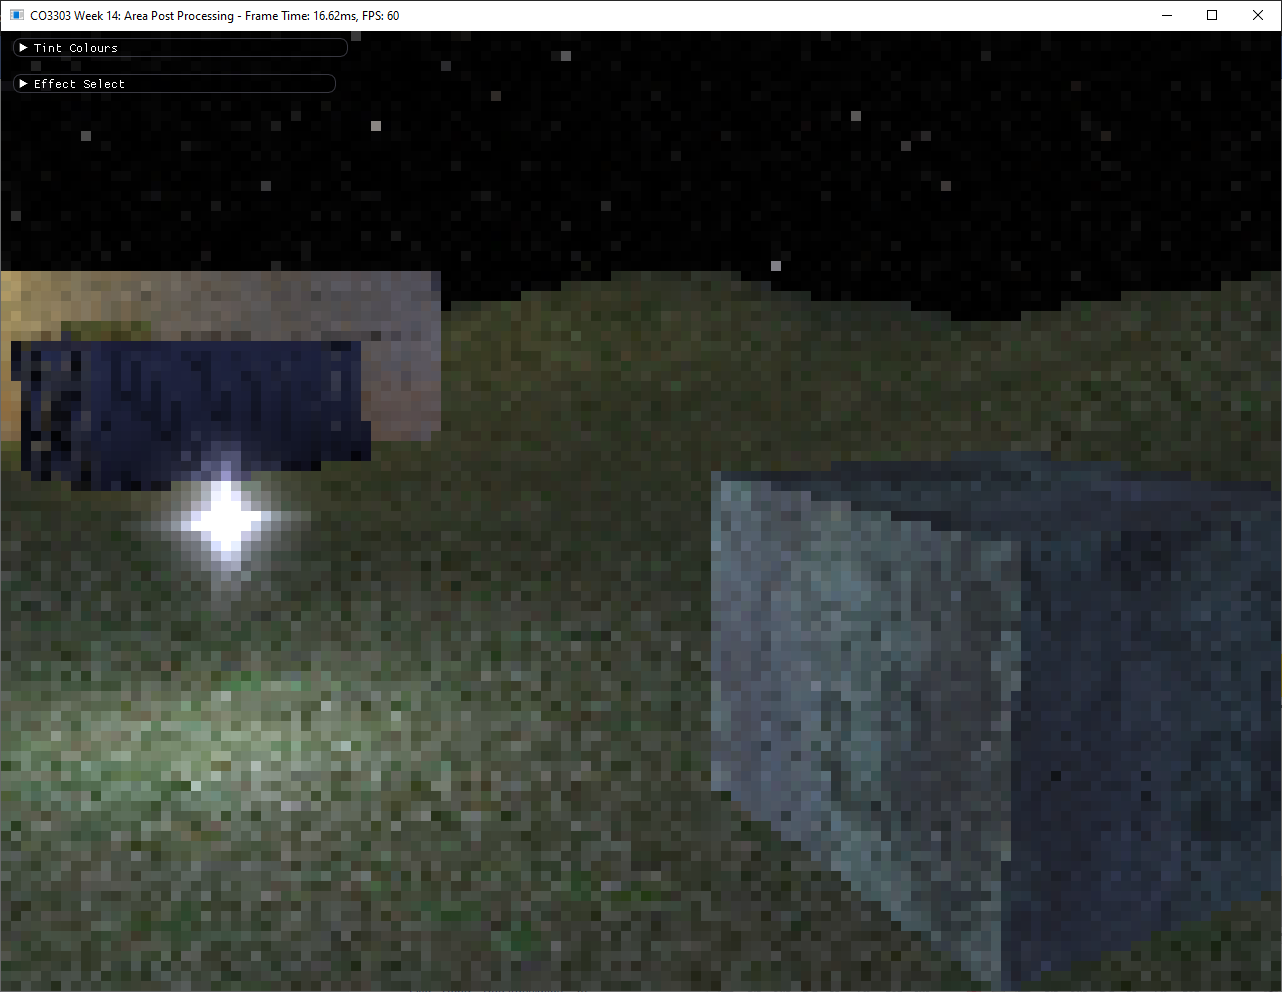 CO3303 Week 14: Area Post Processing - Frame Time: 16.62ms, FPS: 60
Tint Colours
Effect Select